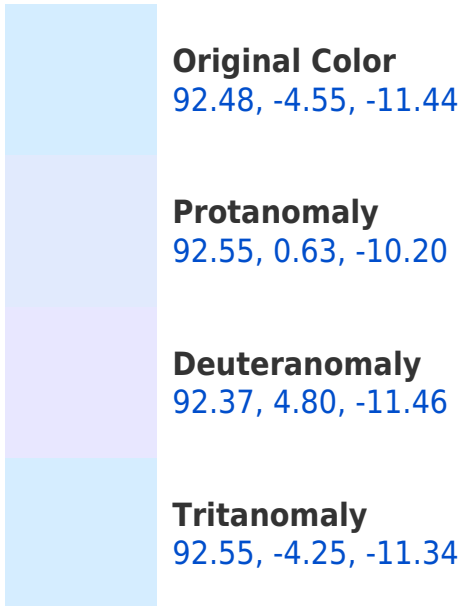 Original Color
92.48, -4.55, -11.44
Protanomaly
92.55, 0.63, -10.20
Deuteranomaly
92.37, 4.80, -11.46
Tritanomaly
92.55, -4.25, -11.34